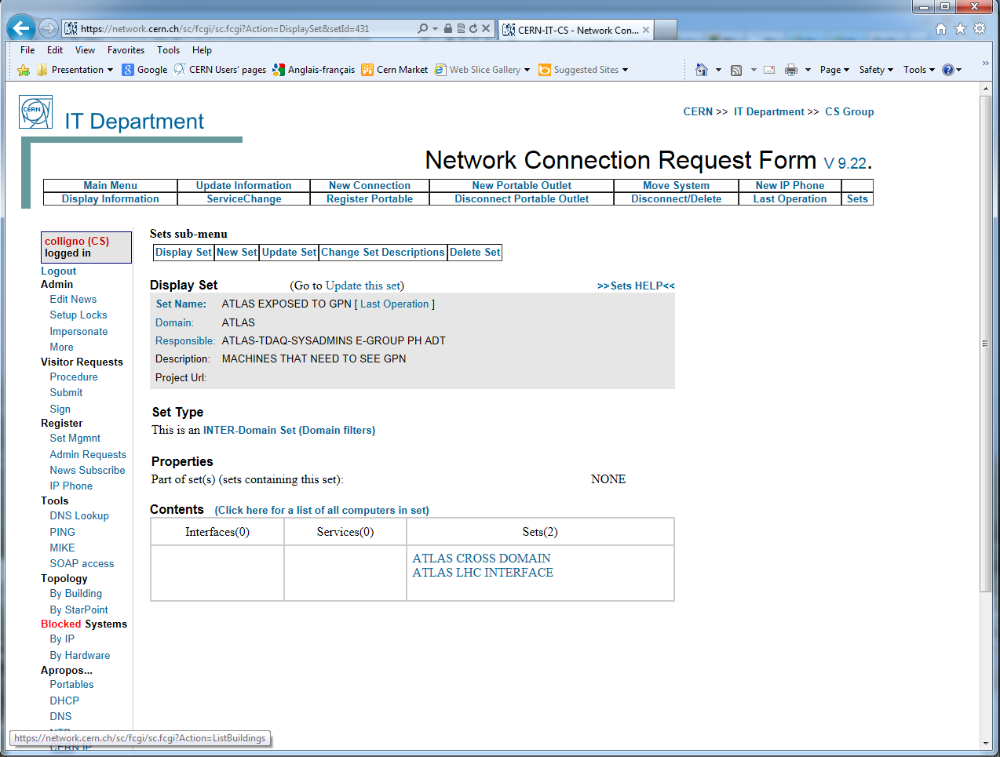 https://network.cern.ch/sc/fcgi/sc.fcgi?Action=DisplaySet&setId=431
CERN-IT-CS - Network Con...
File Edit View Favorites Tools Help
Presentation Google CERN Users' pages Anglais-français Cern Market Web Slice Gallery Suggested Sites Page Safety Tools
CERN
IT Department
CERN >> IT Department >> CS Group
Network Connection Request Form V 9.22.
Main Menu Update Information New Connection New Portable Outlet Move System New IP Phone
Display Information ServiceChange Register Portable Disconnect Portable Outlet Disconnect/Delete Last Operation Sets
colligno (CS)
logged in
Logout
Admin
Edit News
Setup Locks
Impersonate
More
Visitor Requests
Procedure
Submit
Sign
Register
Set Mgmnt
Admin Requests
News Subscribe
IP Phone
Tools
DNS Lookup
PING
MIKE
SOAP access
Topology
By Building
By StarPoint
Blocked Systems
By IP
By Hardware
Apropos...
Portables
DHCP
DNS
CERN IP
Sets sub-menu
Display Set New Set Update Set Change Set Descriptions Delete Set
Display Set (Go to Update this set) >>Sets HELP<<
Set Name: ATLAS EXPOSED TO GPN [ Last Operation ]
Domain: ATLAS
Responsible: ATLAS-TDAQ-SYSADMINS E-GROUP PH ADT
Description: MACHINES THAT NEED TO SEE GPN
Project Url:
Set Type
This is an INTER-Domain Set (Domain filters)
Properties
Part of set(s) (sets containing this set): NONE
Contents (Click here for a list of all computers in set)
Interfaces(0) Services(0) Sets(2)
ATLAS CROSS DOMAIN
ATLAS LHC INTERFACE
https://network.cern.ch/sc/fcgi/sc.fcgi?Action=ListBuildings